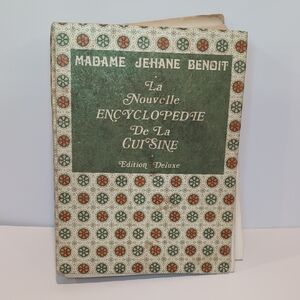 MADAME JEHANE BENOIT
La
Nouvelle
ENCYCLOPEDIE
De La
CUISINE
Edition Deluxe